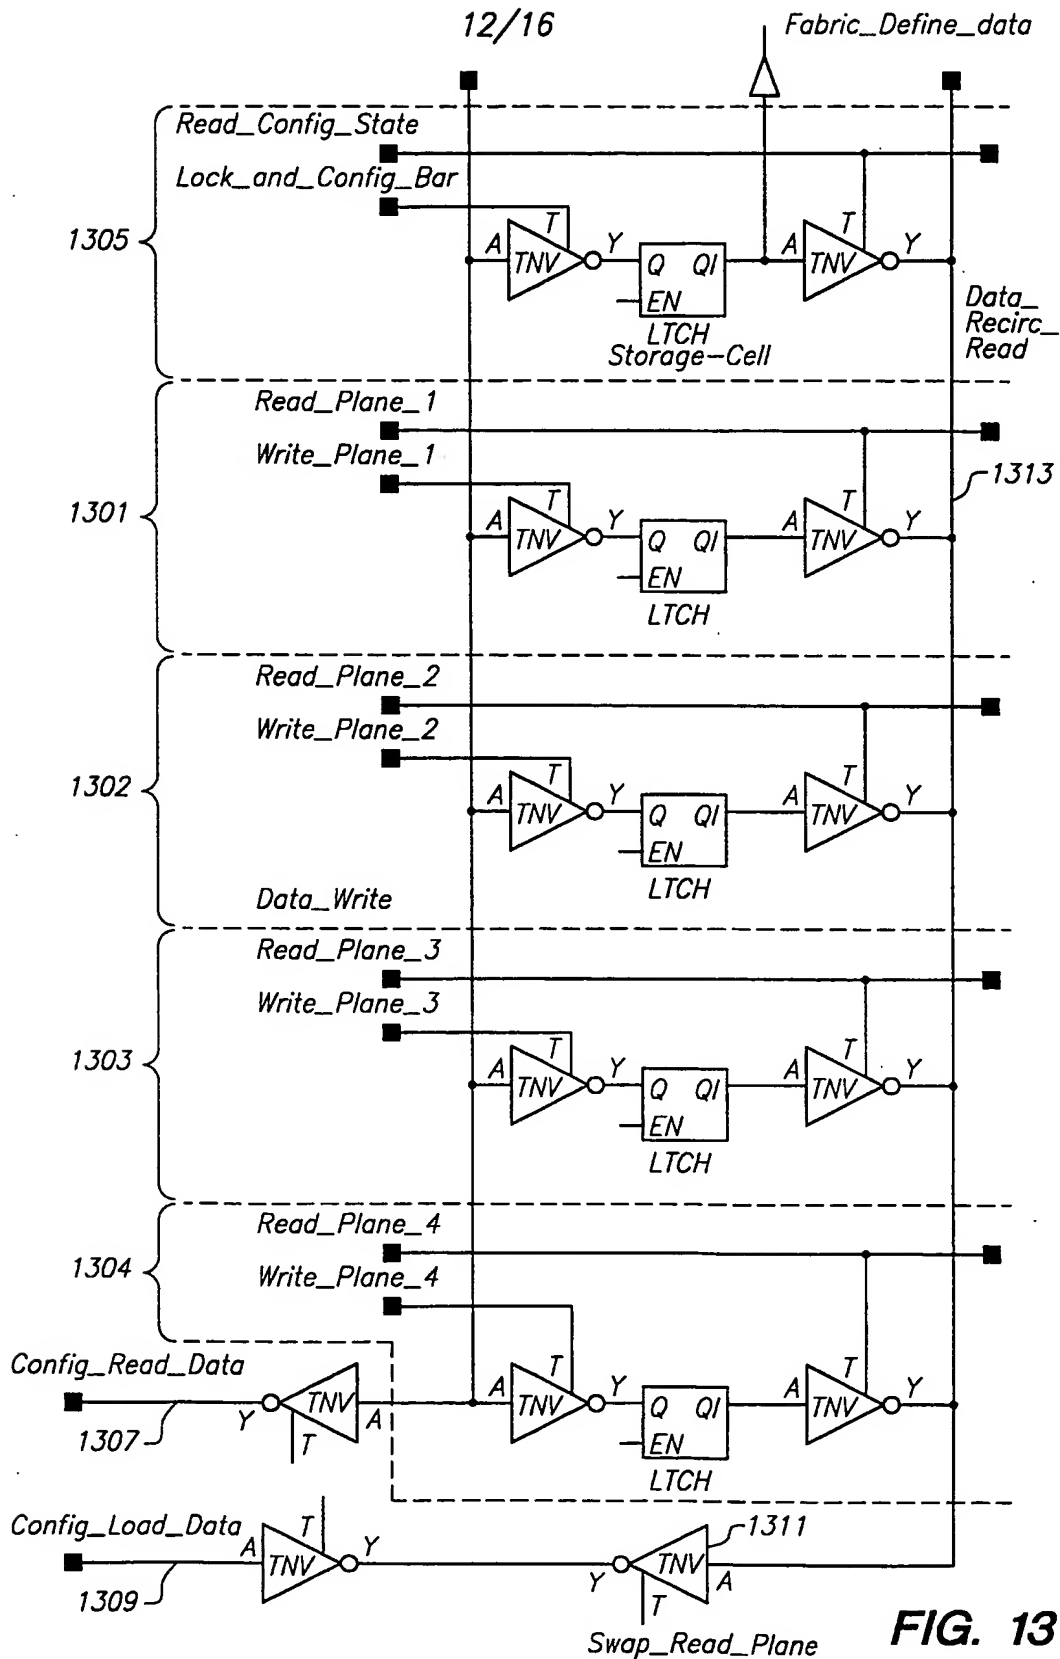 12/16
Fabric_Define_data
Read_Config_State
Lock_and_Config_Bar
1305
A TNV T Y Q QI EN LTCH A TNV T Y
Storage-Cell
Data_
Recirc_
Read
Read_Plane_1
Write_Plane_1
1301
A TNV T Y Q QI EN LTCH A TNV T Y
1313
Read_Plane_2
Write_Plane_2
1302
A TNV T Y Q QI EN LTCH A TNV T Y
Data_Write
Read_Plane_3
Write_Plane_3
1303
A TNV T Y Q QI EN LTCH A TNV T Y
Read_Plane_4
Write_Plane_4
1304
A TNV T Y Q QI EN LTCH A TNV T Y
Config_Read_Data
Y TNV A T
1307
Config_Load_Data
A TNV T Y
1309
Y TNV A T
1311
Swap_Read_Plane
FIG. 13